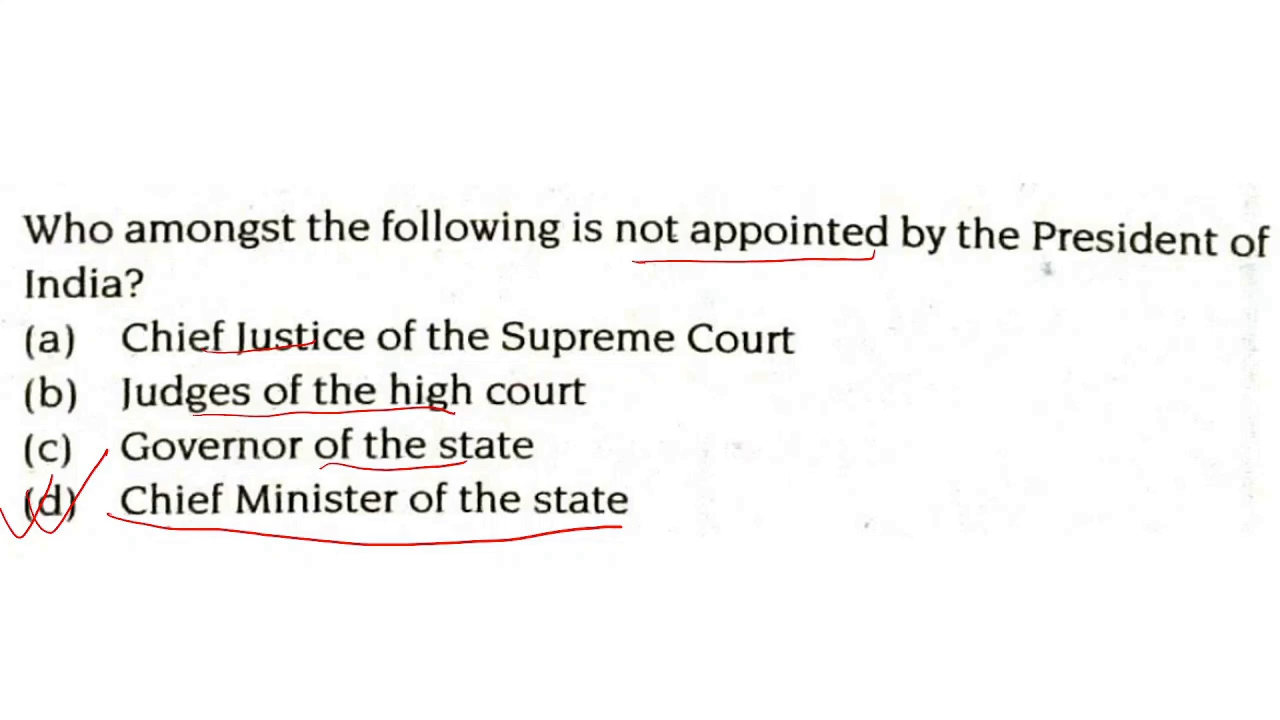 Who amongst the following is not appointed by the President of
India?
(a) Chief Justice of the Supreme Court
(b) Judges of the high court
(c) Governor of the state
(d) Chief Minister of the state